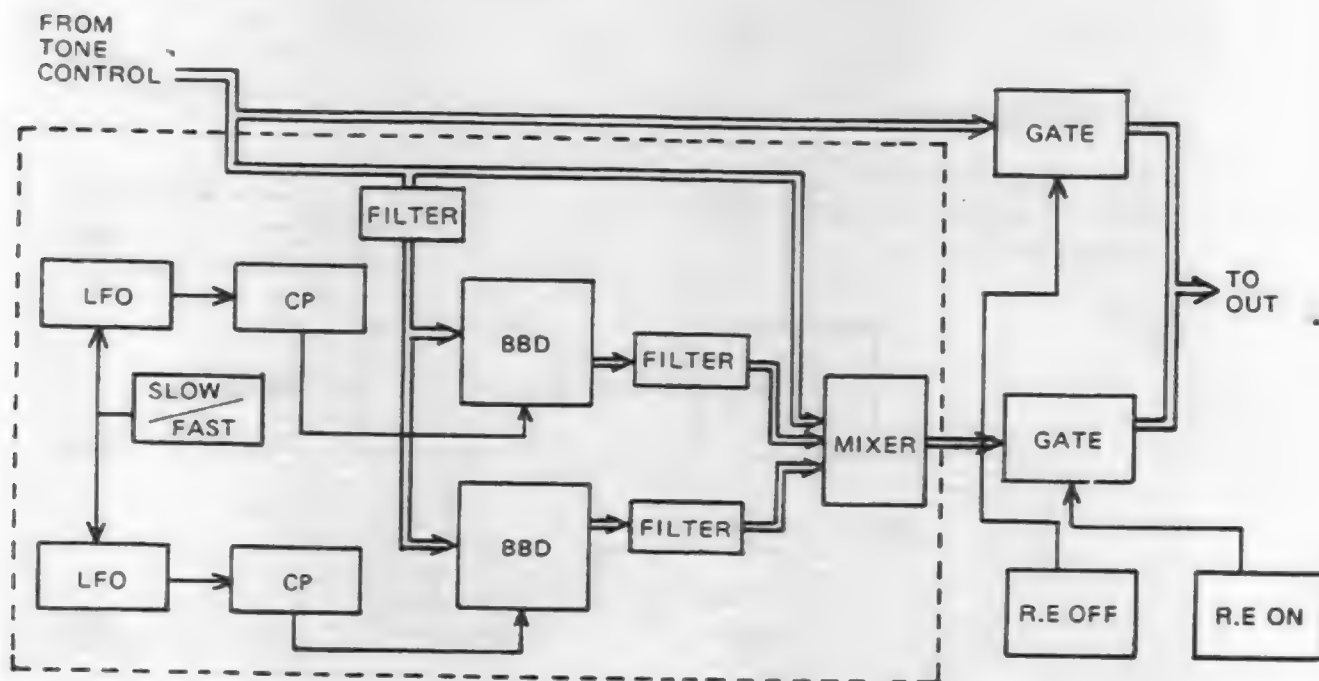 FROM
TONE
CONTROL
GATE
FILTER
LFO
CP
BBD
FILTER
TO
OUT
SLOW
FAST
MIXER
GATE
BBD
FILTER
LFO
CP
R.E OFF
R.E ON